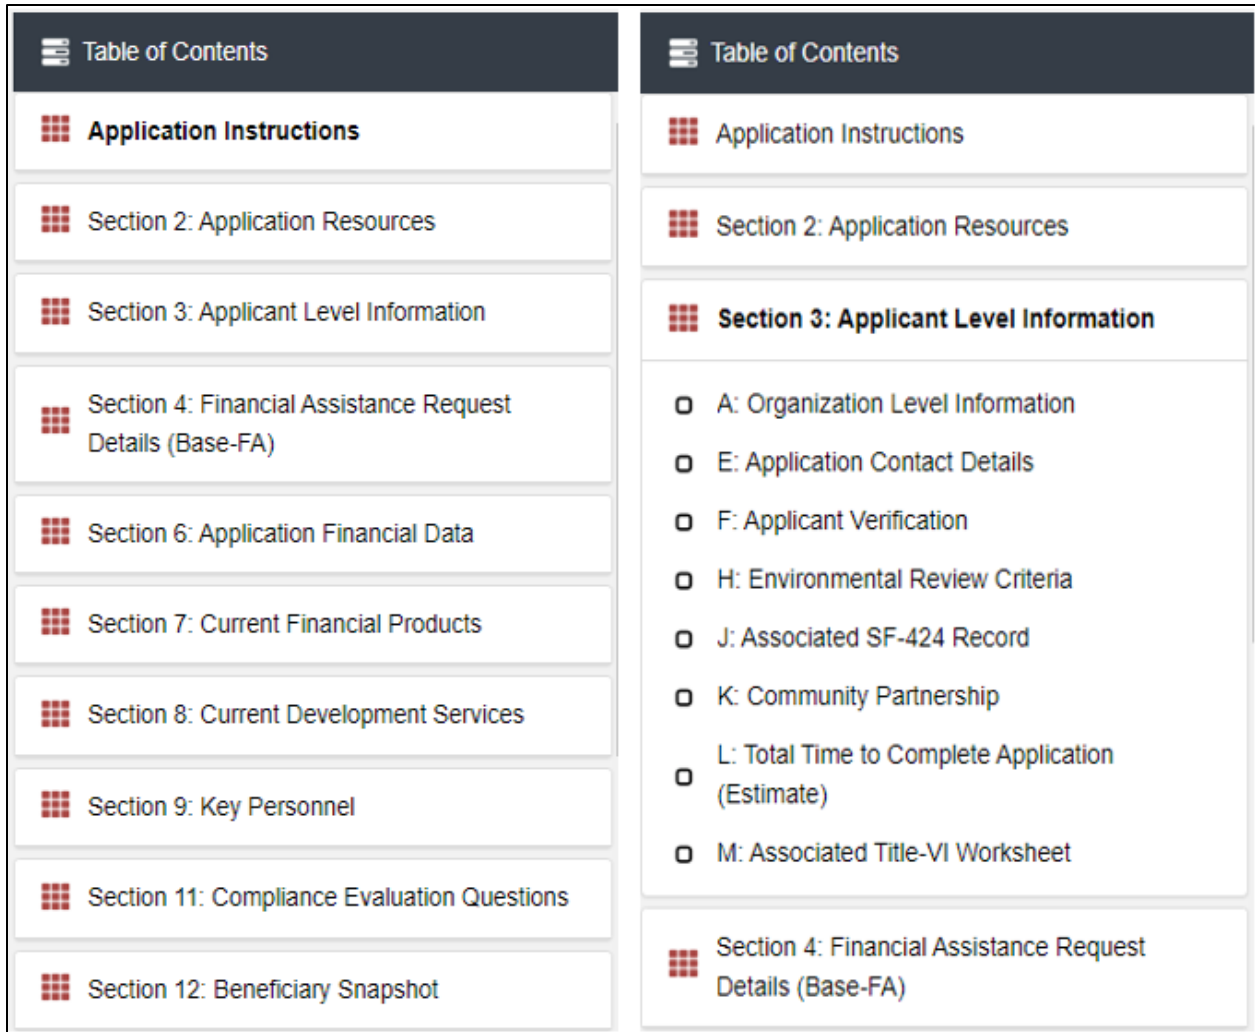 Table of Contents
Application Instructions
Section 2: Application Resources
Section 3: Applicant Level Information
Section 4: Financial Assistance Request
Details (Base-FA)
Section 6: Application Financial Data
Section 7: Current Financial Products
Section 8: Current Development Services
Section 9: Key Personnel
Section 11: Compliance Evaluation Questions
Section 12: Beneficiary Snapshot
Table of Contents
Application Instructions
Section 2: Application Resources
Section 3: Applicant Level Information
A: Organization Level Information
E: Application Contact Details
F: Applicant Verification
H: Environmental Review Criteria
J: Associated SF-424 Record
K: Community Partnership
L: Total Time to Complete Application
(Estimate)
M: Associated Title-VI Worksheet
Section 4: Financial Assistance Request
Details (Base-FA)